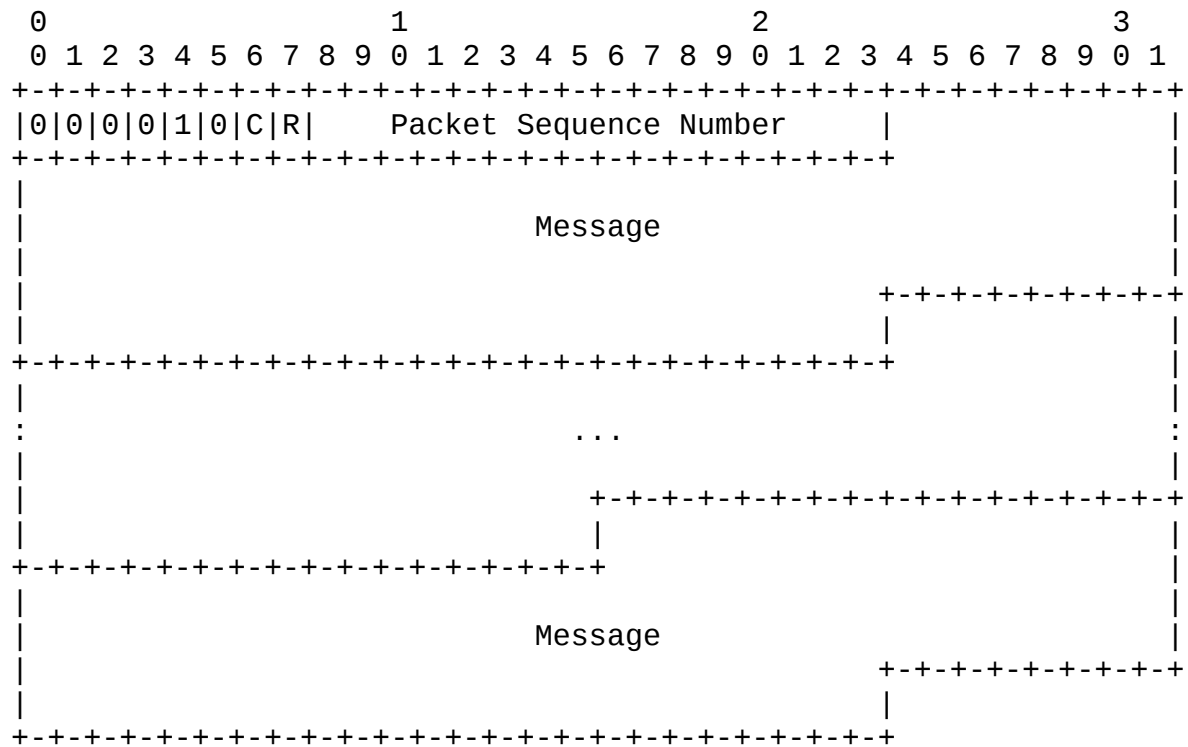 0                   1                   2                   3
 0 1 2 3 4 5 6 7 8 9 0 1 2 3 4 5 6 7 8 9 0 1 2 3 4 5 6 7 8 9 0 1
+-+-+-+-+-+-+-+-+-+-+-+-+-+-+-+-+-+-+-+-+-+-+-+-+-+-+-+-+-+-+-+-+
|0|0|0|0|1|0|C|R|    Packet Sequence Number     |               |
+-+-+-+-+-+-+-+-+-+-+-+-+-+-+-+-+-+-+-+-+-+-+-+-+               |
|                                                               |
|                            Message                            |
|                                                               |
|                                               +-+-+-+-+-+-+-+-+
|                                               |               |
+-+-+-+-+-+-+-+-+-+-+-+-+-+-+-+-+-+-+-+-+-+-+-+-+               |
|                                                               |
:                              ...                              :
|                                                               |
|                               +-+-+-+-+-+-+-+-+-+-+-+-+-+-+-+-+
|                               |                               |
+-+-+-+-+-+-+-+-+-+-+-+-+-+-+-+-+                               |
|                                                               |
|                            Message                            |
|                                               +-+-+-+-+-+-+-+-+
|                                               |
+-+-+-+-+-+-+-+-+-+-+-+-+-+-+-+-+-+-+-+-+-+-+-+-+